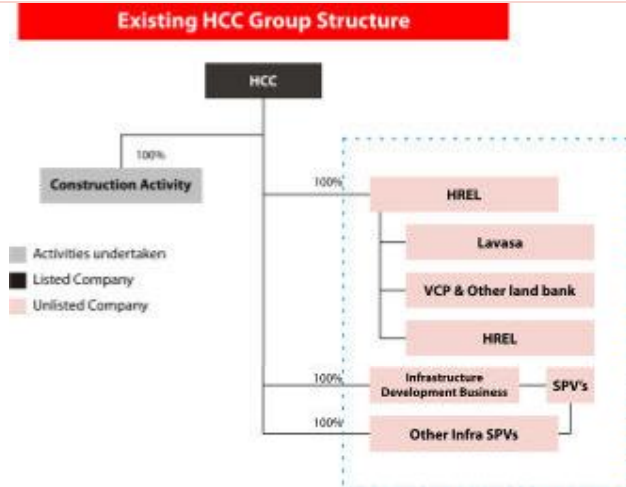 Existing HCC Group Structure
HCC
100%
Construction Activity
100%
HREL
Lavasa
VCP & Other land bank
HREL
Activities undertaken
Listed Company
Unlisted Company
100%
Infrastructure
Development Business
SPV's
100%
Other Infra SPVs